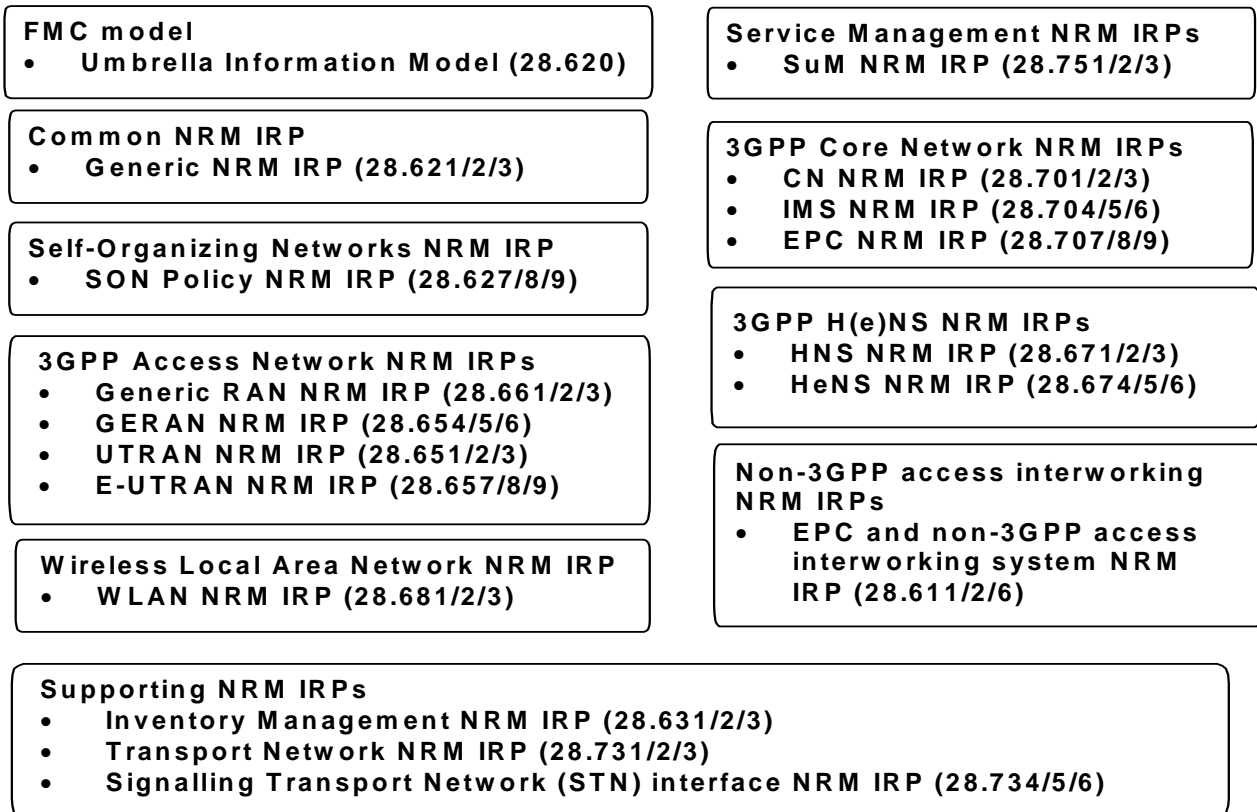 FMC model
• Umbrella Information Model (28.620)
Common NRM IRP
• Generic NRM IRP (28.621/2/3)
Self-Organizing Networks NRM IRP
• SON Policy NRM IRP (28.627/8/9)
3GPP Access Network NRM IRPs
• Generic RAN NRM IRP (28.661/2/3)
• GERAN NRM IRP (28.654/5/6)
• UTRAN NRM IRP (28.651/2/3)
• E-UTRAN NRM IRP (28.657/8/9)
Wireless Local Area Network NRM IRP
• WLAN NRM IRP (28.681/2/3)
Service Management NRM IRPs
• SuM NRM IRP (28.751/2/3)
3GPP Core Network NRM IRPs
• CN NRM IRP (28.701/2/3)
• IMS NRM IRP (28.704/5/6)
• EPC NRM IRP (28.707/8/9)
3GPP H(e)NS NRM IRPs
• HNS NRM IRP (28.671/2/3)
• HeNS NRM IRP (28.674/5/6)
Non-3GPP access interworking
NRM IRPs
• EPC and non-3GPP access
interworking system NRM
IRP (28.611/2/6)
Supporting NRM IRPs
• Inventory Management NRM IRP (28.631/2/3)
• Transport Network NRM IRP (28.731/2/3)
• Signalling Transport Network (STN) interface NRM IRP (28.734/5/6)